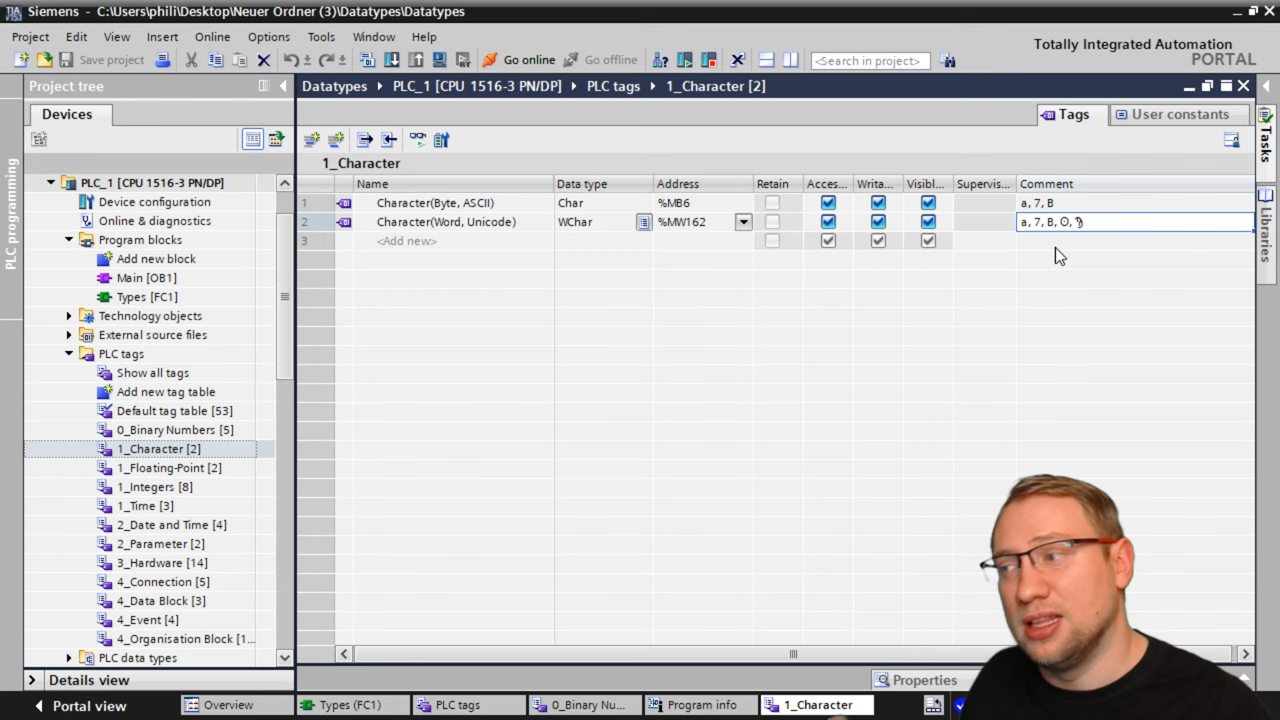 Siemens - C:\Users\phili\Desktop\Neuer Ordner (3)\Datatypes\Datatypes
Project Edit View Insert Online Options Tools Window Help
Totally Integrated Automation
PORTAL
Save project Go online Go offline <Search in project>
Project tree
Datatypes PLC_1 [CPU 1516-3 PN/DP] PLC tags 1_Character [2]
Devices
Tags User constants
1_Character
PLC programming
PLC_1 [CPU 1516-3 PN/DP]
Device configuration
Online & diagnostics
Program blocks
Add new block
Main [OB1]
Types [FC1]
Technology objects
External source files
PLC tags
Show all tags
Add new tag table
Default tag table [53]
0_Binary Numbers [5]
1_Character [2]
1_Floating-Point [2]
1_Integers [8]
1_Time [3]
2_Date and Time [4]
2_Parameter [2]
3_Hardware [14]
4_Connection [5]
4_Data Block [3]
4_Event [4]
4_Organisation Block [1...
PLC data types
Name Data type Address Retain Acces... Writa... Visibl... Supervis... Comment
1 Character(Byte, ASCII) Char %MB6 a, 7, B
2 Character(Word, Unicode) WChar %MW162 a, 7, B, O,
3 <Add new>
Tasks
Libraries
Details view
Properties
Portal view Overview Types (FC1) PLC tags 0_Binary Nu... Program info 1_Character